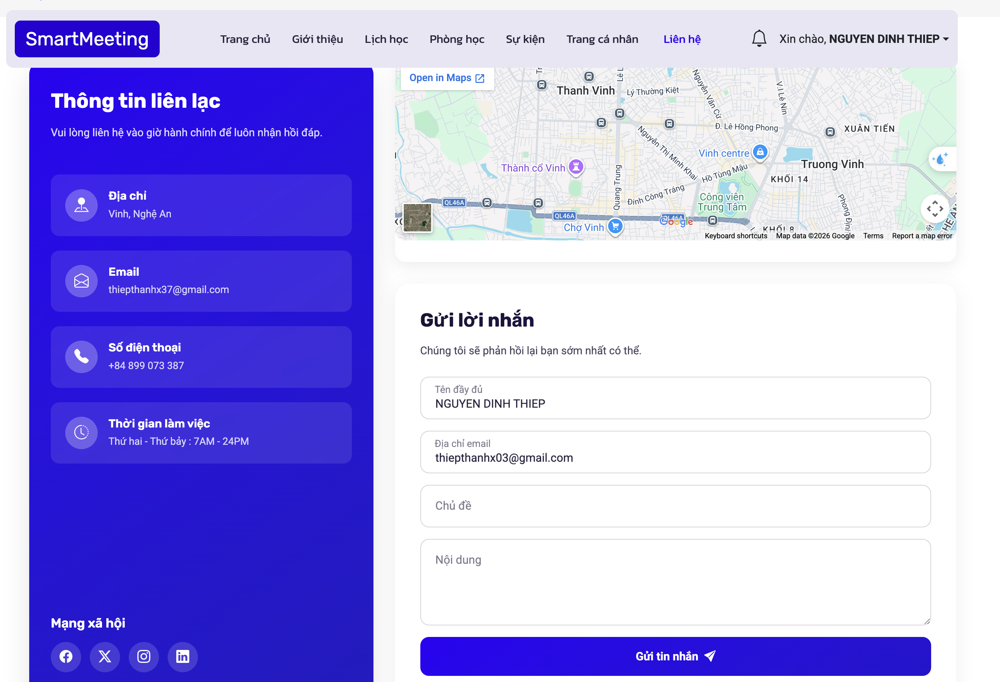 SmartMeeting
Trang chủ
Giới thiệu
Lịch học
Phòng học
Sự kiện
Trang cá nhân
Liên hệ
Xin chào, NGUYEN DINH THIEP
Thông tin liên lạc
Vui lòng liên hệ vào giờ hành chính để luôn nhận hồi đáp.
Địa chỉ
Vinh, Nghệ An
Email
thiepthanhx37@gmail.com
Số điện thoại
+84 899 073 387
Thời gian làm việc
Thứ hai - Thứ bảy : 7AM - 24PM
Mạng xã hội
Open in Maps
Thanh Vinh
Lý Thường Kiệt
Nguyễn Văn Cừ
V.I Lê Nin
Đ. Lê Hồng Phong
XUÂN TIẾN
Nguyễn Thị Minh Khai
Vinh centre
Thành cổ Vinh
Truong Vinh
Hồ Tùng Mậu
KHỐI 14
Quang Trung
Đinh Công Tráng
Công viên
Trung Tâm
QL46A
QL46A
QL46A
Google
Chợ Vinh
KHỐI 8
Keyboard shortcuts
Map data ©2026 Google
Terms
Report a map error
Gửi lời nhắn
Chúng tôi sẽ phản hồi lại bạn sớm nhất có thể.
Tên đầy đủ
NGUYEN DINH THIEP
Địa chỉ email
thiepthanhx03@gmail.com
Chủ đề
Nội dung
Gửi tin nhắn